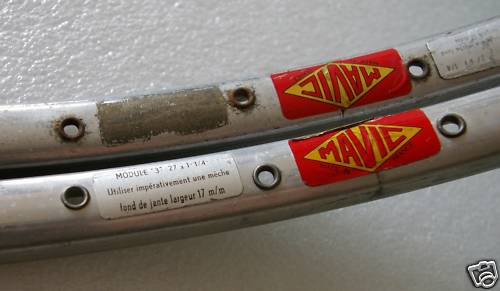 MAVIC
MAVIC
MODULE "3" 27 x 1-1/4
Utiliser impérativement une mèche
fond de jante largeur 17 m/m